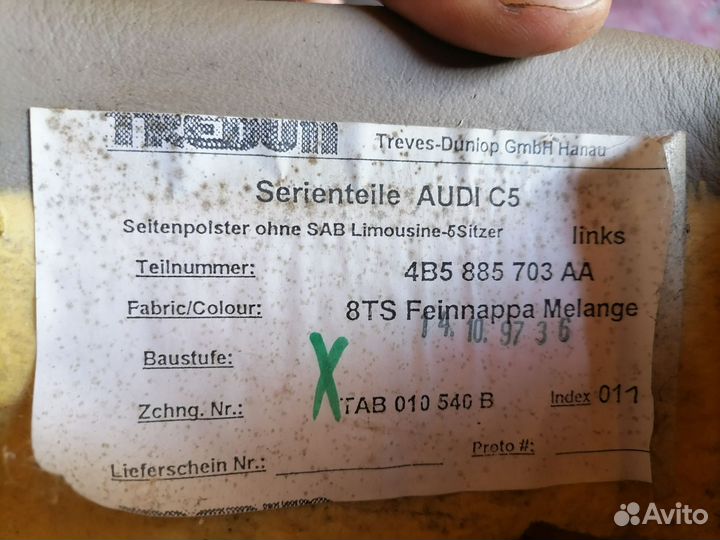 TREDUN
Treves-Dunlop GmbH Hanau
Serienteile AUDI C5
Seitenpolster ohne SAB Limousine-5Sitzer links
Teilnummer: 4B5 885 703 AA
Fabric/Colour: 8TS Feinnappa Melange
14. 10. 97 3 6
Baustufe: X
Zchng. Nr.: TAB 010 540 B Index 011
Proto #:
Lieferschein Nr.:
Avito